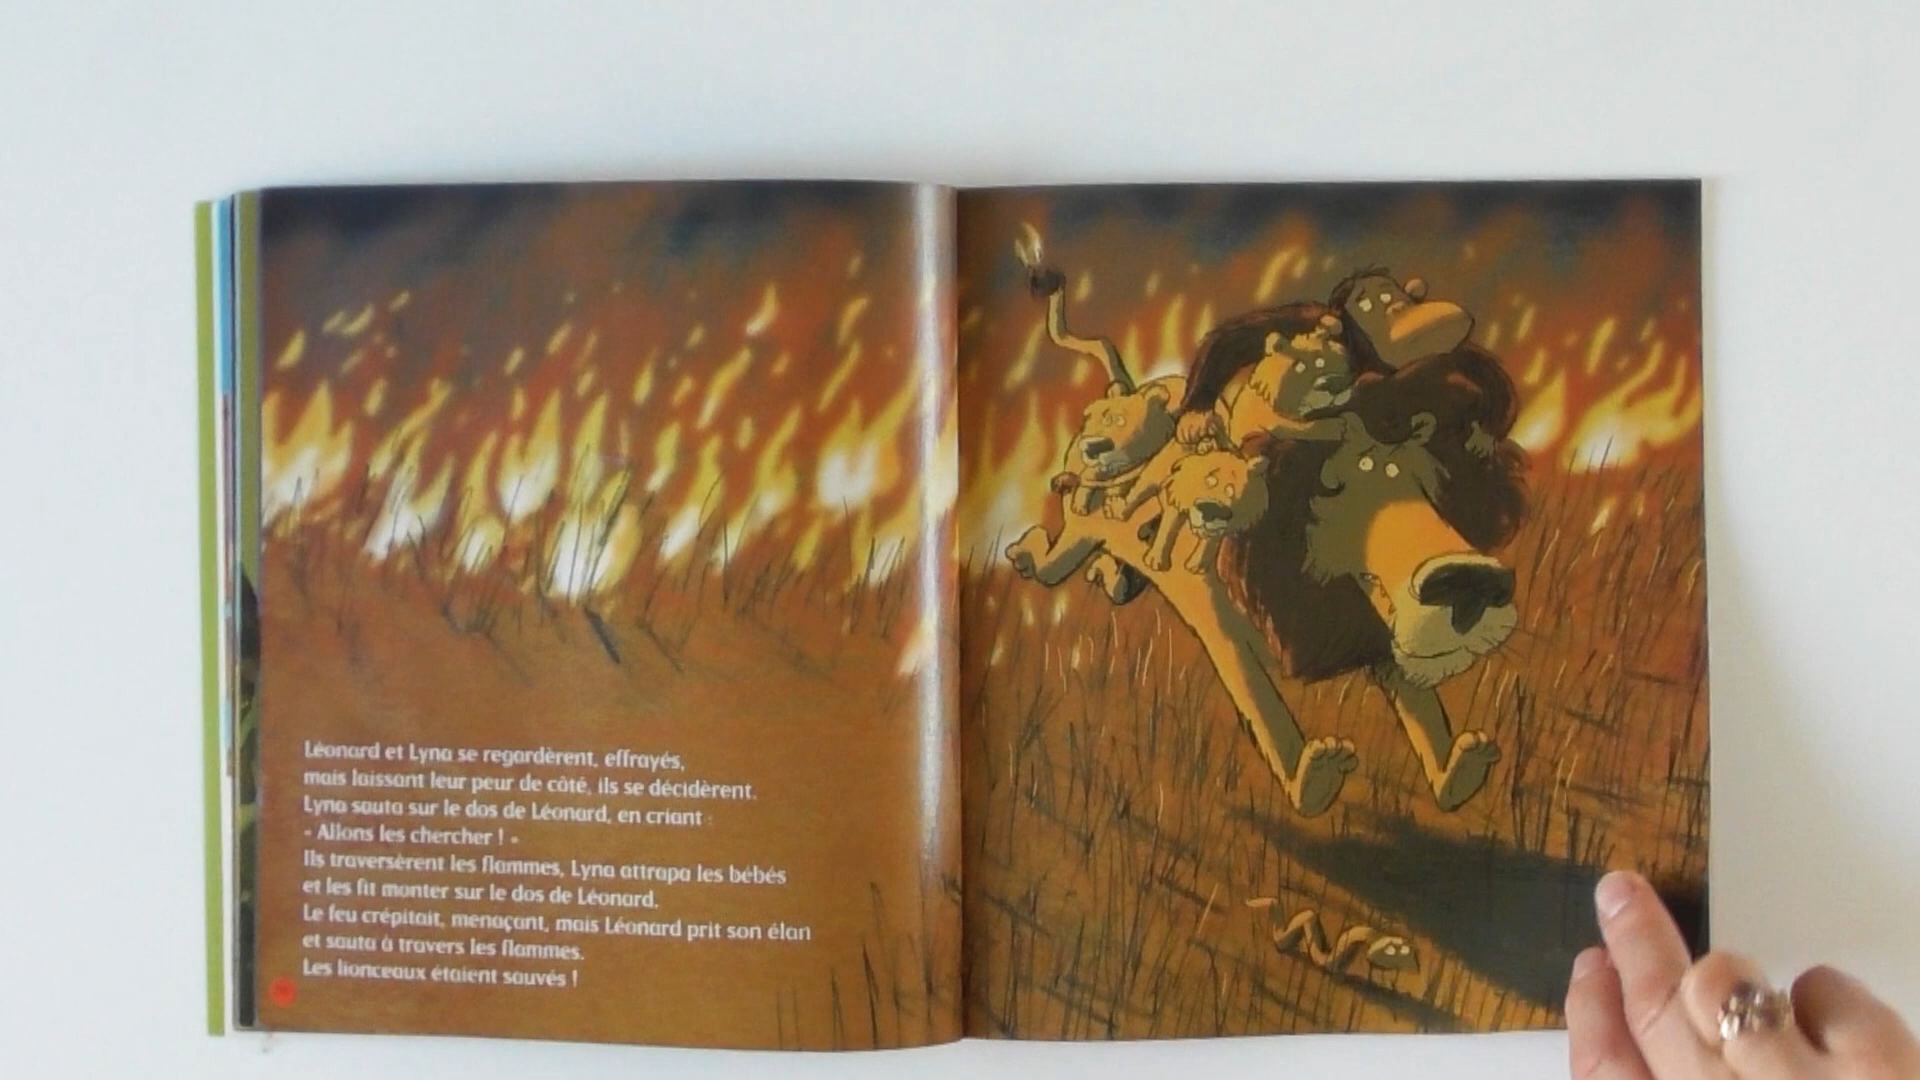 Léonard et Lyna se regardèrent, effrayés,
mais laissant leur peur de côté, ils se décidèrent.
Lyna sauta sur le dos de Léonard, en criant :
« Allons les chercher ! »
Ils traversèrent les flammes, Lyna attrapa les bébés
et les fit monter sur le dos de Léonard.
Le feu crépitait, menaçant, mais Léonard prit son élan
et sauta à travers les flammes.
Les lionceaux étaient sauvés !